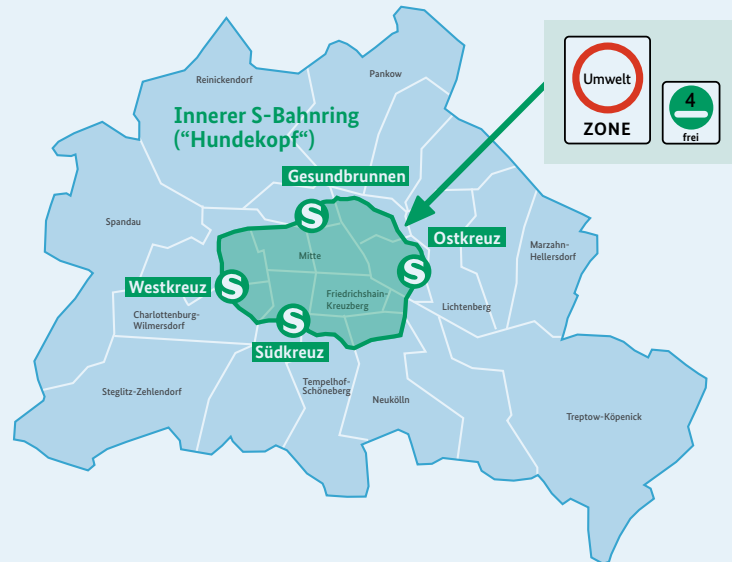 Reinickendorf
Pankow
Umwelt
ZONE
4
frei
Innerer S-Bahnring
("Hundekopf“)
Gesundbrunnen
S
Spandau
Ostkreuz
Marzahn-
Hellersdorf
Mitte
S
Westkreuz
S
Friedrichshain-
Kreuzberg
Lichtenberg
Charlottenburg-
Wilmersdorf
S
Südkreuz
Steglitz-Zehlendorf
Tempelhof-
Schöneberg
Neukölln
Treptow-Köpenick